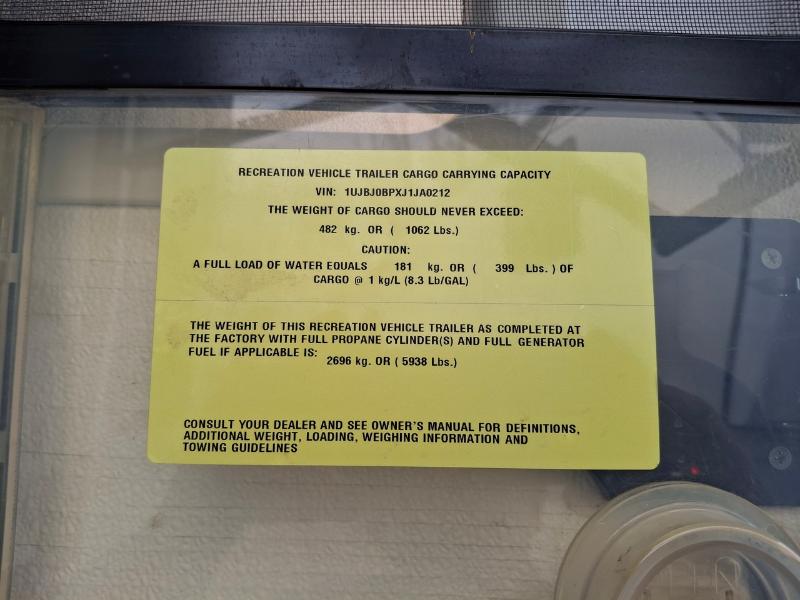 RECREATION VEHICLE TRAILER CARGO CARRYING CAPACITY
VIN: 1UJBJ0BPXJ1JA0212
THE WEIGHT OF CARGO SHOULD NEVER EXCEED:
482 kg. OR ( 1062 Lbs.)
CAUTION:
A FULL LOAD OF WATER EQUALS 181 kg. OR ( 399 Lbs. ) OF
CARGO @ 1 kg/L (8.3 Lb/GAL)
THE WEIGHT OF THIS RECREATION VEHICLE TRAILER AS COMPLETED AT
THE FACTORY WITH FULL PROPANE CYLINDER(S) AND FULL GENERATOR
FUEL IF APPLICABLE IS:
2696 kg. OR ( 5938 Lbs.)
CONSULT YOUR DEALER AND SEE OWNER'S MANUAL FOR DEFINITIONS,
ADDITIONAL WEIGHT, LOADING, WEIGHING INFORMATION AND
TOWING GUIDELINES